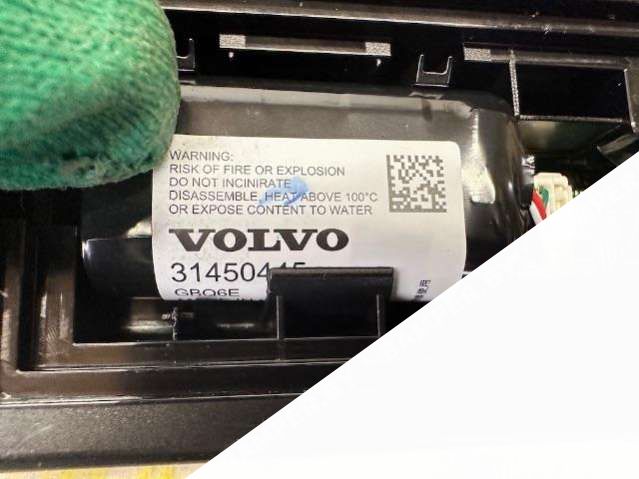 WARNING:
RISK OF FIRE OR EXPLOSION
DO NOT INCINIRATE
DISASSEMBLE, HEAT ABOVE 100°C
OR EXPOSE CONTENT TO WATER
VOLVO